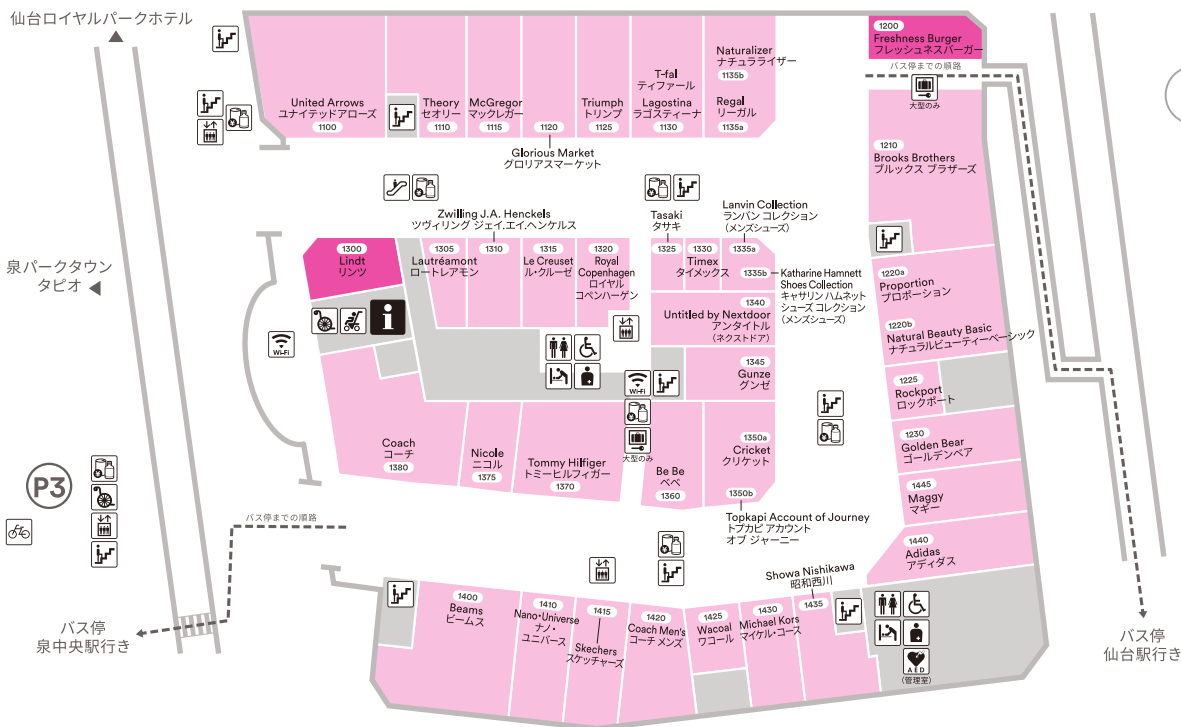 仙台ロイヤルパークホテル
United Arrows
ユナイテッドアローズ
1100
Theory
セオリー
1110
McGregor
マックレガー
1115
1120
Glorious Market
グロリアスマーケット
Triumph
トリンプ
1125
T-fal
ティファール
Lagostina
ラゴスティーナ
1130
Naturalizer
ナチュラライザー
1135b
Regal
リーガル
1135a
1200
Freshness Burger
フレッシュネスバーガー
バス停までの順路
大型のみ
1210
Brooks Brothers
ブルックス ブラザーズ
Zwilling J.A. Henckels
ツヴィリング ジェイ.エイ.ヘンケルス
Tasaki
タサキ
Lanvin Collection
ランバン コレクション
(メンズシューズ)
1300
Lindt
リンツ
1305
Lautréamont
ロートレアモン
1310
1315
Le Creuset
ル・クルーゼ
1320
Royal
Copenhagen
ロイヤル
コペンハーゲン
1325
1330
Timex
タイメックス
1335a
1335b
Katharine Hamnett
Shoes Collection
キャサリン ハムネット
シューズ コレクション
(メンズシューズ)
1220a
Proportion
プロポーション
1220b
Natural Beauty Basic
ナチュラルビューティーベーシック
泉パークタウン
タピオ
1340
Untitled by Nextdoor
アンタイトル
(ネクストドア)
Wi-Fi
i
1345
Gunze
グンゼ
Wi-Fi
大型のみ
1225
Rockport
ロックポート
Coach
コーチ
1380
Nicole
ニコル
1375
Tommy Hilfiger
トミーヒルフィガー
1370
Be Be
べべ
1360
1350a
Cricket
クリケット
1350b
Topkapi Account of Journey
トプカピ アカウント
オブ ジャーニー
1230
Golden Bear
ゴールデンベア
1445
Maggy
マギー
1440
Adidas
アディダス
P3
バス停までの順路
バス停
泉中央駅行き
1400
Beams
ビームス
1410
Nano・Universe
ナノ・
ユニバース
1415
Skechers
スケッチャーズ
1420
Coach Men's
コーチ メンズ
1425
Wacoal
ワコール
1430
Michael Kors
マイケル・コース
Showa Nishikawa
昭和西川
1435
AED
(管理室)
バス停
仙台駅行き